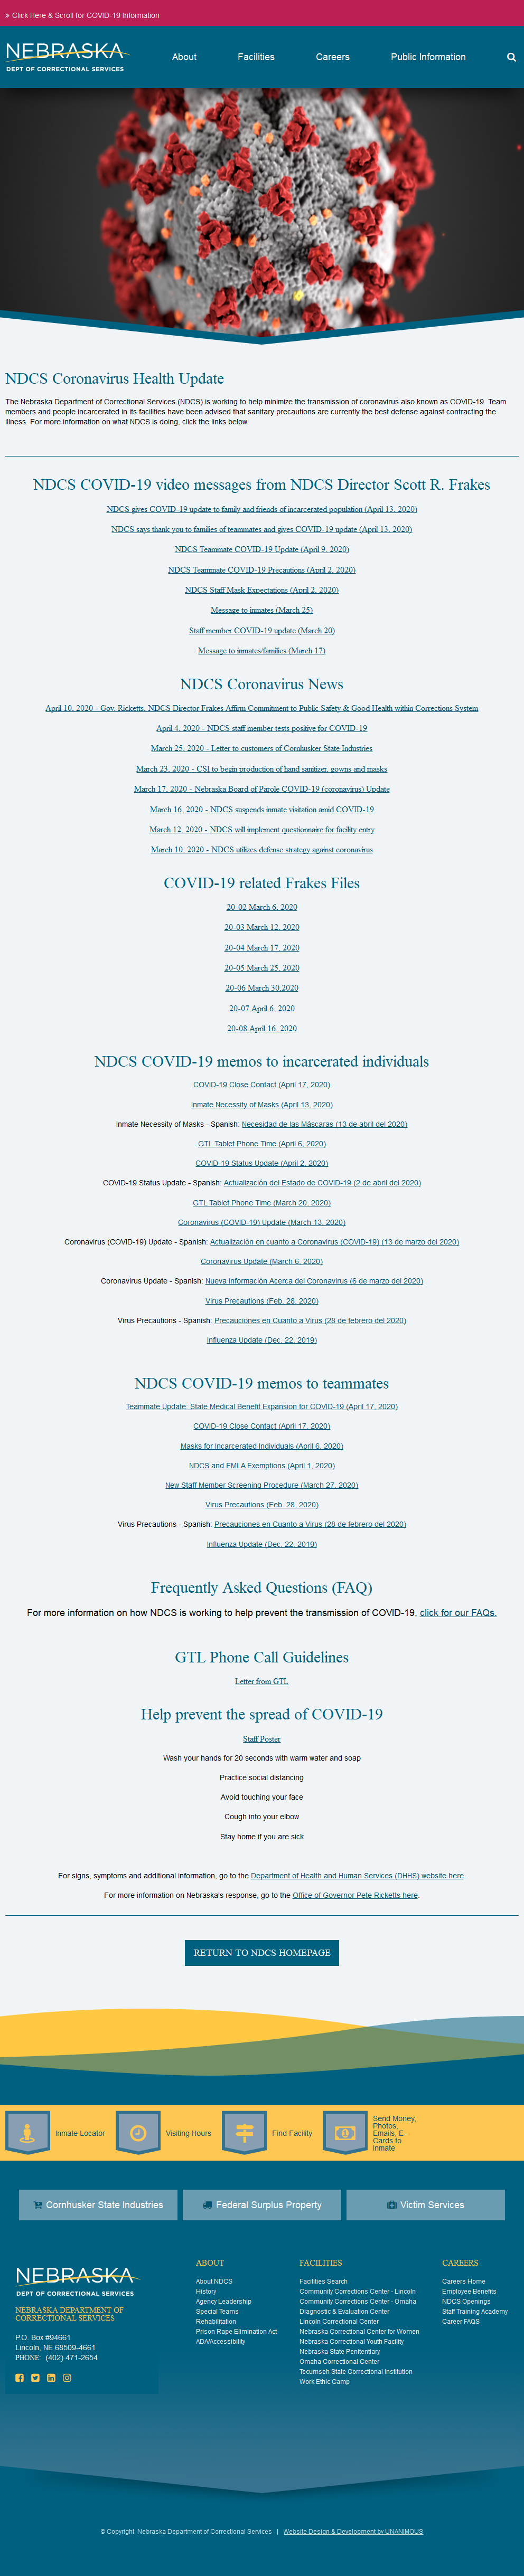 » Click Here & Scroll for COVID-19 Information
NEBRASKA
DEPT OF CORRECTIONAL SERVICES
About
Facilities
Careers
Public Information
NDCS Coronavirus Health Update
The Nebraska Department of Correctional Services (NDCS) is working to help minimize the transmission of coronavirus also known as COVID-19. Team
members and people incarcerated in its facilities have been advised that sanitary precautions are currently the best defense against contracting the
illness. For more information on what NDCS is doing, click the links below.
NDCS COVID-19 video messages from NDCS Director Scott R. Frakes
NDCS gives COVID-19 update to family and friends of incarcerated population (April 13, 2020)
NDCS says thank you to families of teammates and gives COVID-19 update (April 13, 2020)
NDCS Teammate COVID-19 Update (April 9, 2020)
NDCS Teammate COVID-19 Precautions (April 2, 2020)
NDCS Staff Mask Expectations (April 2, 2020)
Message to inmates (March 25)
Staff member COVID-19 update (March 20)
Message to inmates/families (March 17)
NDCS Coronavirus News
April 10, 2020 - Gov. Ricketts, NDCS Director Frakes Affirm Commitment to Public Safety & Good Health within Corrections System
April 4, 2020 - NDCS staff member tests positive for COVID-19
March 25, 2020 - Letter to customers of Cornhusker State Industries
March 23, 2020 - CSI to begin production of hand sanitizer, gowns and masks
March 17, 2020 - Nebraska Board of Parole COVID-19 (coronavirus) Update
March 16, 2020 - NDCS suspends inmate visitation amid COVID-19
March 12, 2020 - NDCS will implement questionnaire for facility entry
March 10, 2020 - NDCS utilizes defense strategy against coronavirus
COVID-19 related Frakes Files
20-02 March 6, 2020
20-03 March 12, 2020
20-04 March 17, 2020
20-05 March 25, 2020
20-06 March 30,2020
20-07 April 6, 2020
20-08 April 16, 2020
NDCS COVID-19 memos to incarcerated individuals
COVID-19 Close Contact (April 17, 2020)
Inmate Necessity of Masks (April 13, 2020)
Inmate Necessity of Masks - Spanish: Necesidad de las Máscaras (13 de abril del 2020)
GTL Tablet Phone Time (April 6, 2020)
COVID-19 Status Update (April 2, 2020)
COVID-19 Status Update - Spanish: Actualización del Estado de COVID-19 (2 de abril del 2020)
GTL Tablet Phone Time (March 20, 2020)
Coronavirus (COVID-19) Update (March 13, 2020)
Coronavirus (COVID-19) Update - Spanish: Actualización en cuanto a Coronavirus (COVID-19) (13 de marzo del 2020)
Coronavirus Update (March 6, 2020)
Coronavirus Update - Spanish: Nueva Información Acerca del Coronavirus (6 de marzo del 2020)
Virus Precautions (Feb. 28, 2020)
Virus Precautions - Spanish: Precauciones en Cuanto a Virus (28 de febrero del 2020)
Influenza Update (Dec. 22, 2019)
NDCS COVID-19 memos to teammates
Teammate Update: State Medical Benefit Expansion for COVID-19 (April 17, 2020)
COVID-19 Close Contact (April 17, 2020)
Masks for Incarcerated Individuals (April 6, 2020)
NDCS and FMLA Exemptions (April 1, 2020)
New Staff Member Screening Procedure (March 27, 2020)
Virus Precautions (Feb. 28, 2020)
Virus Precautions - Spanish: Precauciones en Cuanto a Virus (28 de febrero del 2020)
Influenza Update (Dec. 22, 2019)
Frequently Asked Questions (FAQ)
For more information on how NDCS is working to help prevent the transmission of COVID-19, click for our FAQs.
GTL Phone Call Guidelines
Letter from GTL
Help prevent the spread of COVID-19
Staff Poster
Wash your hands for 20 seconds with warm water and soap
Practice social distancing
Avoid touching your face
Cough into your elbow
Stay home if you are sick
For signs, symptoms and additional information, go to the Department of Health and Human Services (DHHS) website here.
For more information on Nebraska's response, go to the Office of Governor Pete Ricketts here.
RETURN TO NDCS HOMEPAGE
Inmate Locator
Visiting Hours
Find Facility
Send Money,
Photos,
Emails, E-
Cards to
Inmate
Cornhusker State Industries
Federal Surplus Property
Victim Services
NEBRASKA
DEPT OF CORRECTIONAL SERVICES
NEBRASKA DEPARTMENT OF
CORRECTIONAL SERVICES
P.O. Box #94661
Lincoln, NE 68509-4661
PHONE: (402) 471-2654
ABOUT
About NDCS
History
Agency Leadership
Special Teams
Rehabilitation
Prison Rape Elimination Act
ADA/Accessibility
FACILITIES
Facilities Search
Community Corrections Center - Lincoln
Community Corrections Center - Omaha
Diagnostic & Evaluation Center
Lincoln Correctional Center
Nebraska Correctional Center for Women
Nebraska Correctional Youth Facility
Nebraska State Penitentiary
Omaha Correctional Center
Tecumseh State Correctional Institution
Work Ethic Camp
CAREERS
Careers Home
Employee Benefits
NDCS Openings
Staff Training Academy
Career FAQS
© Copyright Nebraska Department of Correctional Services | Website Design & Development by UNANIMOUS